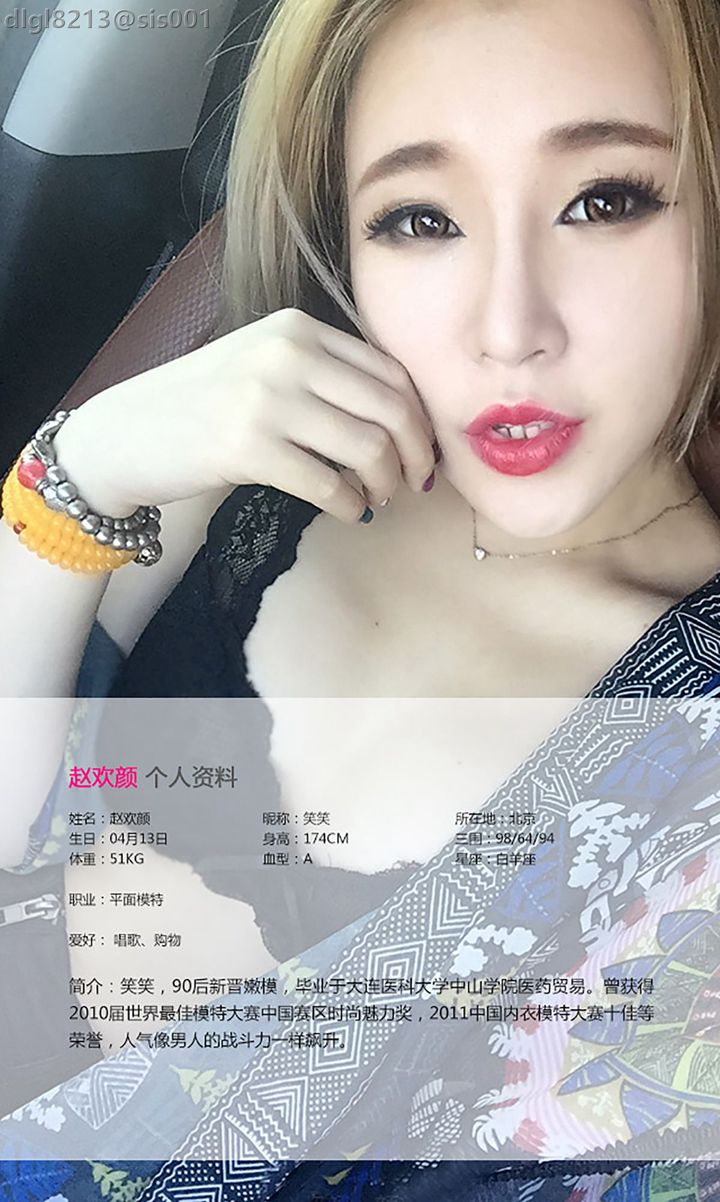 dlgl8213@sis001
赵欢颜 个人资料
姓名：赵欢颜 昵称：笑笑 所在地：北京
生日：04月13日 身高：174CM 三围：98/64/94
体重：51KG 血型：A 星座：白羊座
职业：平面模特
爱好： 唱歌、购物
简介：笑笑，90后新晋嫩模，毕业于大连医科大学中山学院医药贸易。曾获得
2010届世界最佳模特大赛中国赛区时尚魅力奖，2011中国内衣模特大赛十佳等
荣誉，人气像男人的战斗力一样飙升。